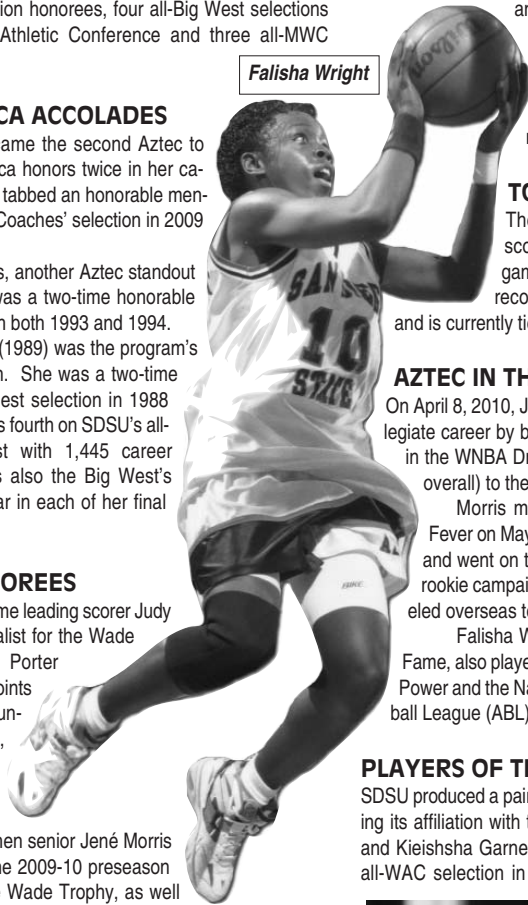 ion honorees, four all-Big West selections
Athletic Conference and three all-MWC
Falisha Wright
CA ACCOLADES
ame the second Aztec to
ca honors twice in her ca-
tabbed an honorable men-
Coaches' selection in 2009
s, another Aztec standout
was a two-time honorable
n both 1993 and 1994.
(1989) was the program's
n. She was a two-time
est selection in 1988
s fourth on SDSU's all-
st with 1,445 career
s also the Big West's
ar in each of her final
OREES
me leading scorer Judy
alist for the Wade
Porter
oints
un-
,
hen senior Jené Morris
he 2009-10 preseason
Wade Trophy, as well
Wilson
SAN DIEGO
10
STATE
BIKE
an
TO
The
sco
gam
reco
and is currently tie
AZTEC IN TH
On April 8, 2010, J
legiate career by b
in the WNBA Dr
overall) to the
Morris m
Fever on May
and went on t
rookie campai
eled overseas to
Falisha W
Fame, also playe
Power and the Na
ball League (ABL)
PLAYERS OF TH
SDSU produced a pair
ing its affiliation with t
and Kieishsha Garne
all-WAC selection in